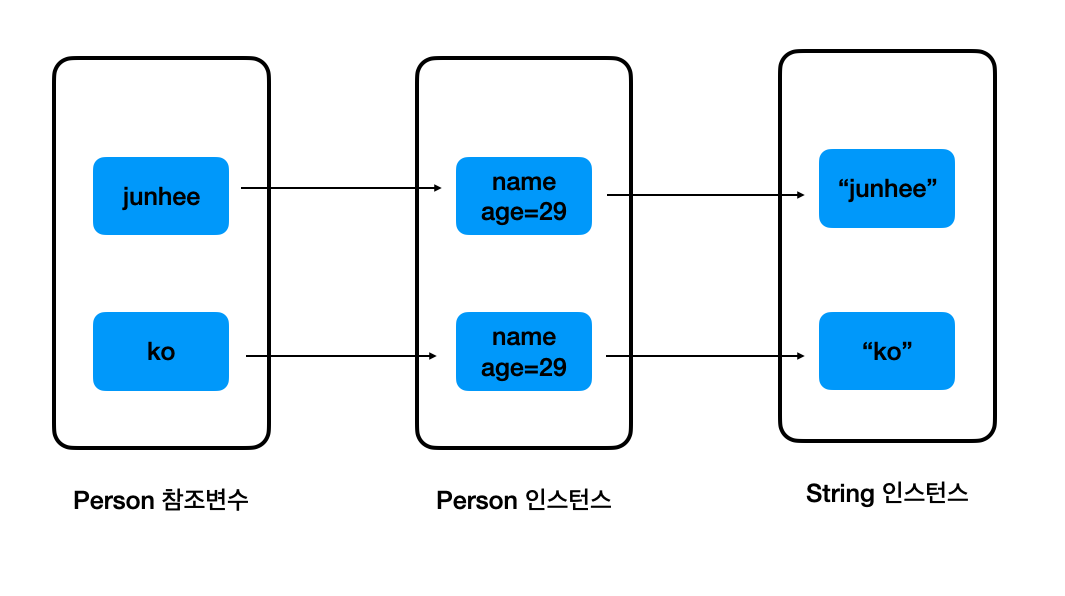 junhee
name
age=29
“junhee”
ko
name
age=29
“ko”
Person 참조변수
Person 인스턴스
String 인스턴스